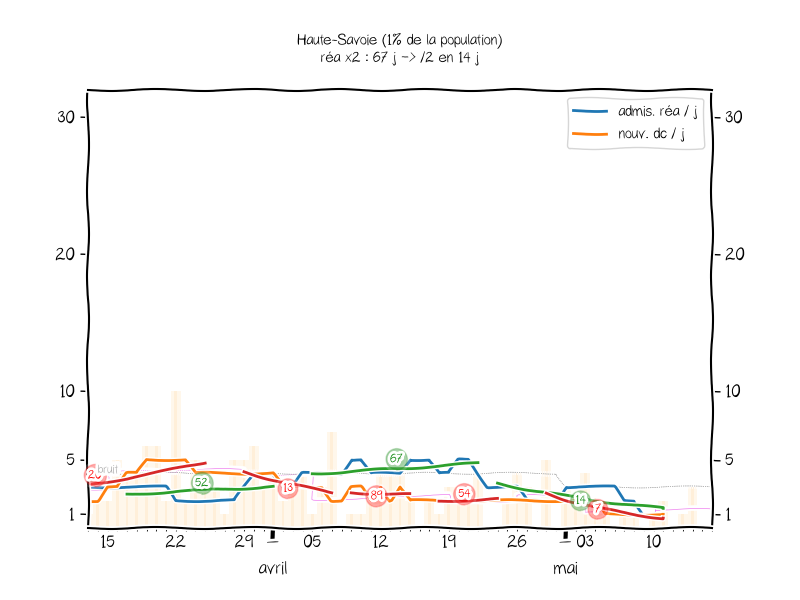 Haute-Savoie (1% de la population)
réa x2 : 67 j -> /2 en 14 j
admis. réa / j
nouv. dc / j
30
30
20
20
10
10
5
5
1
1
bruit
52
13
67
89
54
14
7
15 22 29 05 12 19 26 03 10
avril mai